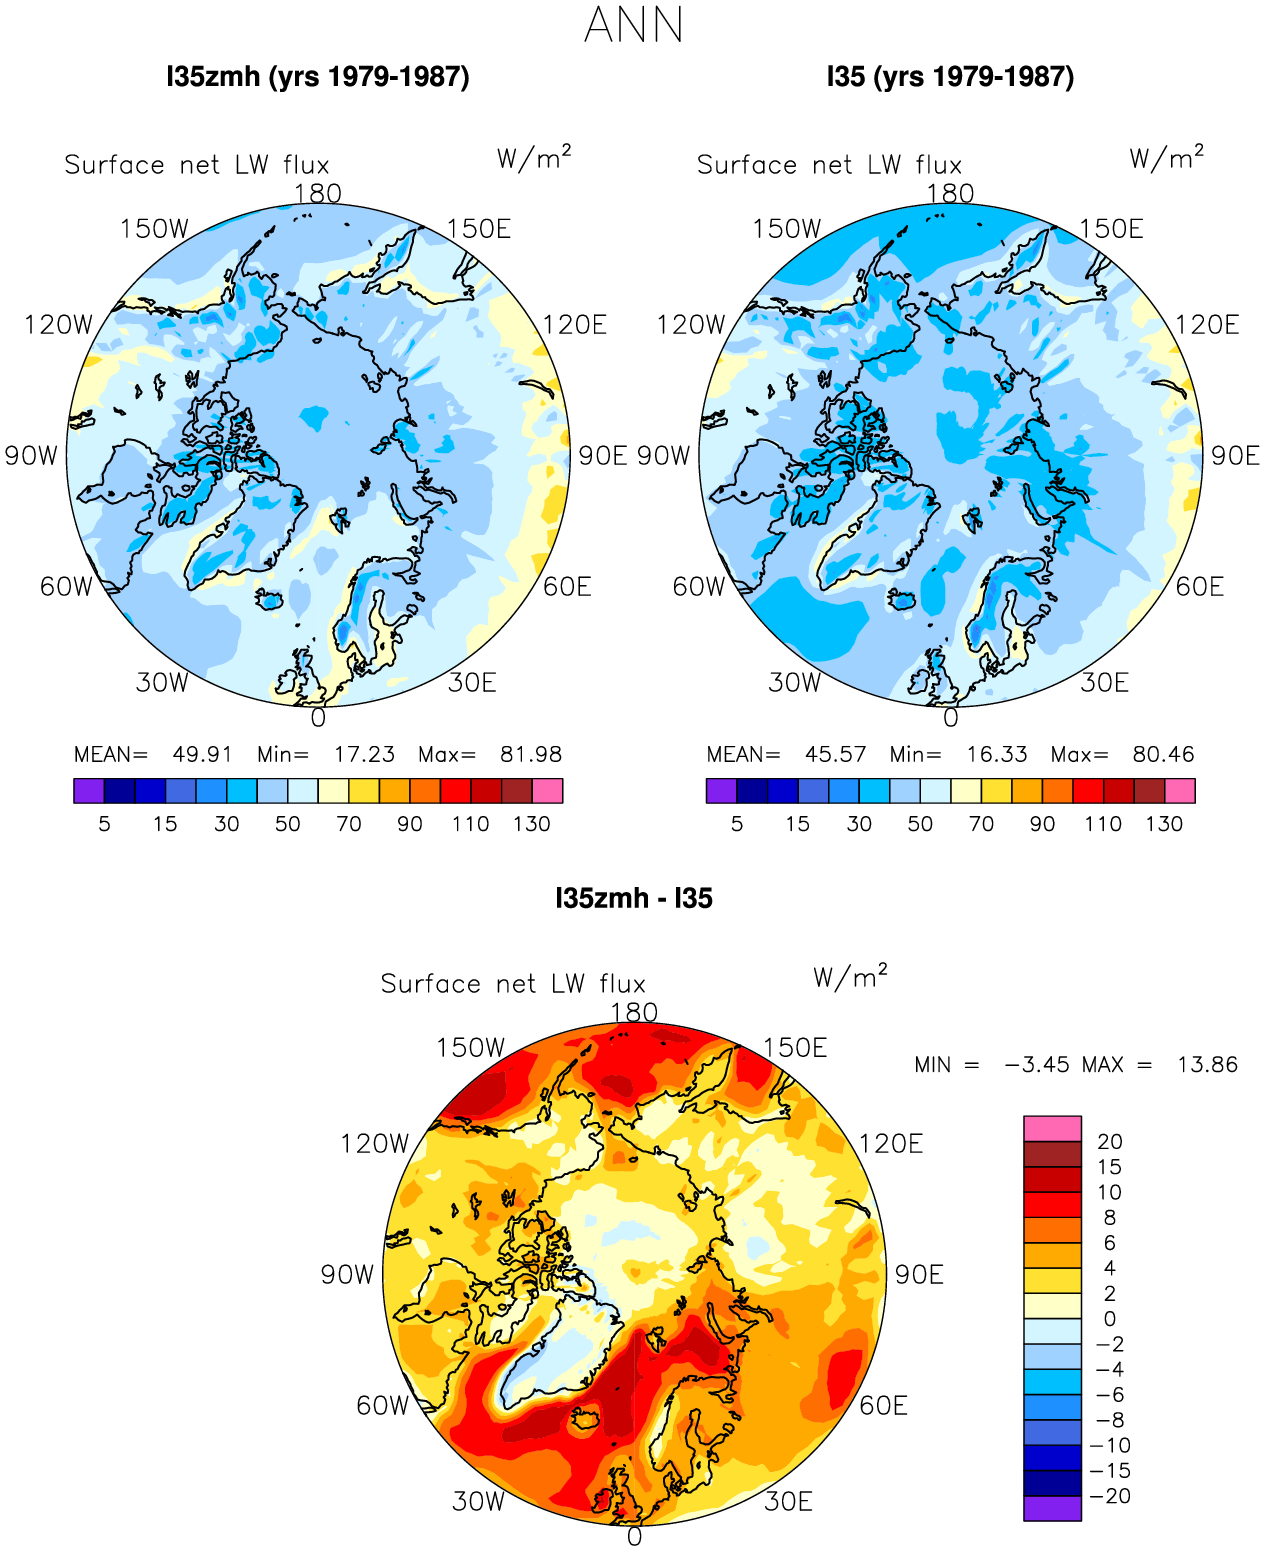 ANN
I35zmh (yrs 1979-1987)
I35 (yrs 1979-1987)
Surface net LW flux W/m²
Surface net LW flux W/m²
180
180
150W 150E
150W 150E
120W 120E
120W 120E
90W 90E
90W 90E
60W 60E
60W 60E
30W 30E
30W 30E
0
0
MEAN= 49.91 Min= 17.23 Max= 81.98
MEAN= 45.57 Min= 16.33 Max= 80.46
5 15 30 50 70 90 110 130
5 15 30 50 70 90 110 130
I35zmh - I35
Surface net LW flux W/m²
180
150W 150E
MIN = −3.45 MAX = 13.86
120W 120E
90W 90E
60W 60E
30W 30E
0
20
15
10
8
6
4
2
0
−2
−4
−6
−8
−10
−15
−20